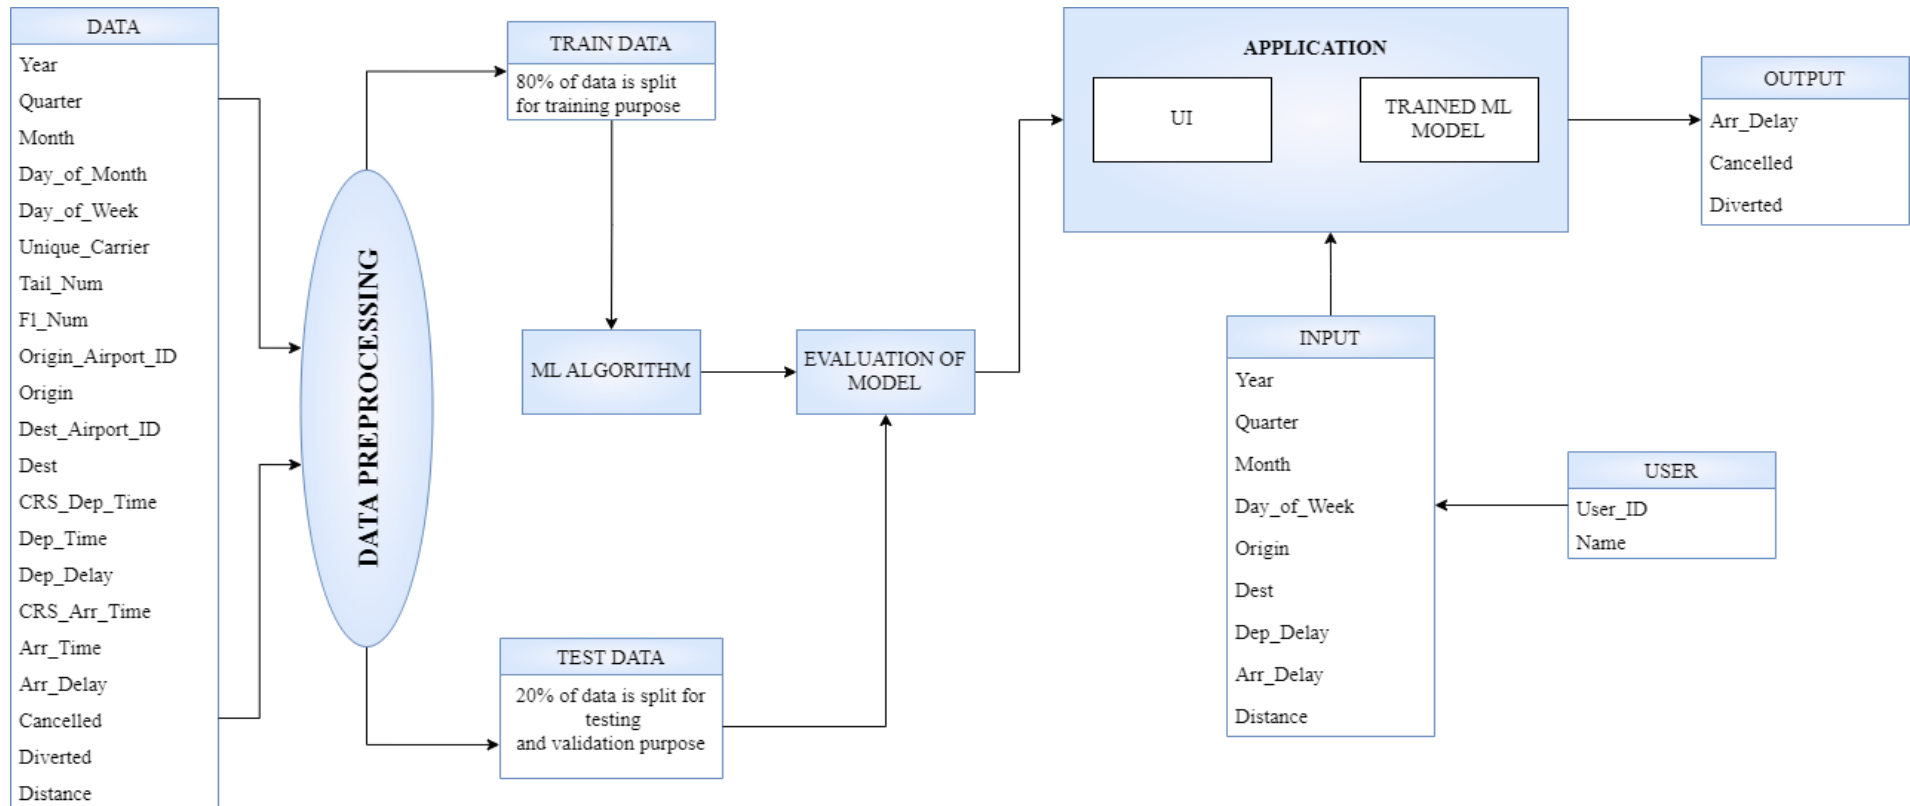 DATA
Year
Quarter
Month
Day_of_Month
Day_of_Week
Unique_Carrier
Tail_Num
Fl_Num
Origin_Airport_ID
Origin
Dest_Airport_ID
Dest
CRS_Dep_Time
Dep_Time
Dep_Delay
CRS_Arr_Time
Arr_Time
Arr_Delay
Cancelled
Diverted
Distance
DATA PREPROCESSING
TRAIN DATA
80% of data is split
for training purpose
ML ALGORITHM
EVALUATION OF
MODEL
TEST DATA
20% of data is split for
testing
and validation purpose
APPLICATION
UI
TRAINED ML
MODEL
INPUT
Year
Quarter
Month
Day_of_Week
Origin
Dest
Dep_Delay
Arr_Delay
Distance
USER
User_ID
Name
OUTPUT
Arr_Delay
Cancelled
Diverted